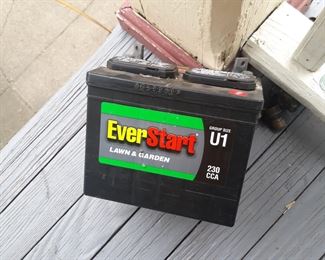 EverStart
LAWN & GARDEN
GROUP SIZE
U1
230
CCA